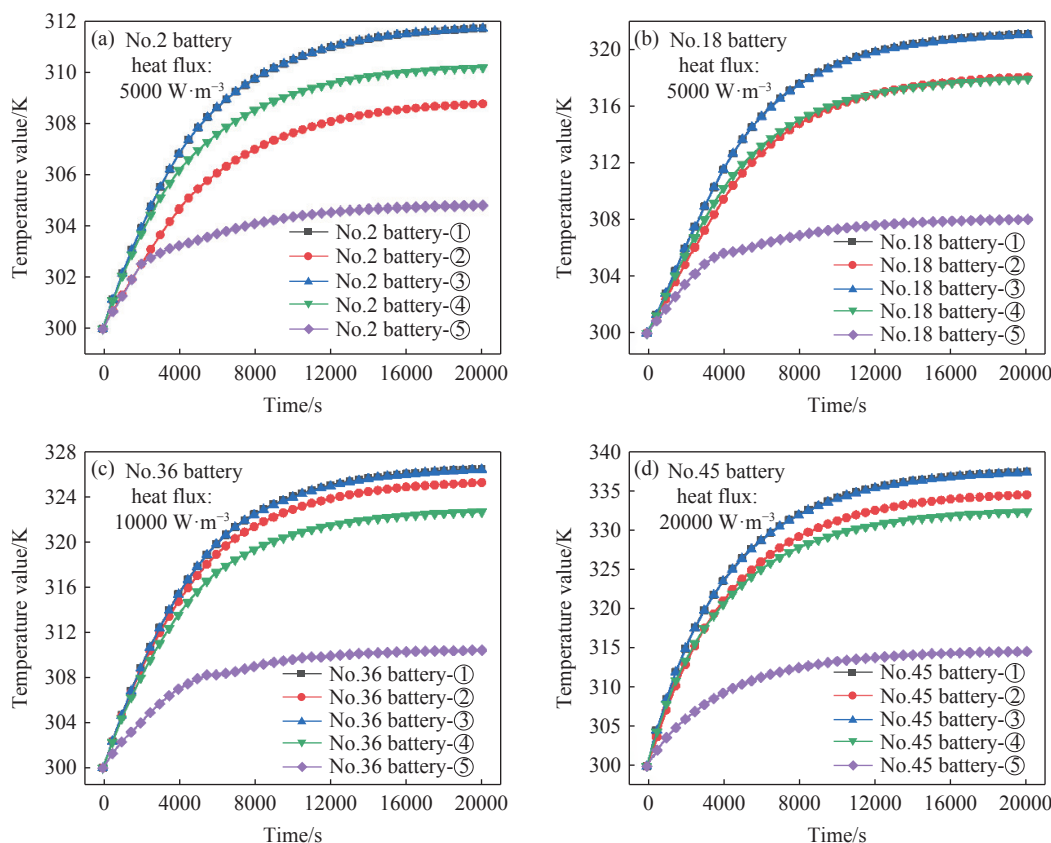 (a) No.2 battery
heat flux:
5000 W·m⁻³
Temperature value/K
312
310
308
306
304
302
300
No.2 battery-①
No.2 battery-②
No.2 battery-③
No.2 battery-④
No.2 battery-⑤
0 4000 8000 12000 16000 20000
Time/s
(b) No.18 battery
heat flux:
5000 W·m⁻³
Temperature value/K
320
316
312
308
304
300
No.18 battery-①
No.18 battery-②
No.18 battery-③
No.18 battery-④
No.18 battery-⑤
0 4000 8000 12000 16000 20000
Time/s
(c) No.36 battery
heat flux:
10000 W·m⁻³
Temperature value/K
328
324
320
316
312
308
304
300
No.36 battery-①
No.36 battery-②
No.36 battery-③
No.36 battery-④
No.36 battery-⑤
0 4000 8000 12000 16000 20000
Time/s
(d) No.45 battery
heat flux:
20000 W·m⁻³
Temperature value/K
340
335
330
325
320
315
310
305
300
No.45 battery-①
No.45 battery-②
No.45 battery-③
No.45 battery-④
No.45 battery-⑤
0 4000 8000 12000 16000 20000
Time/s